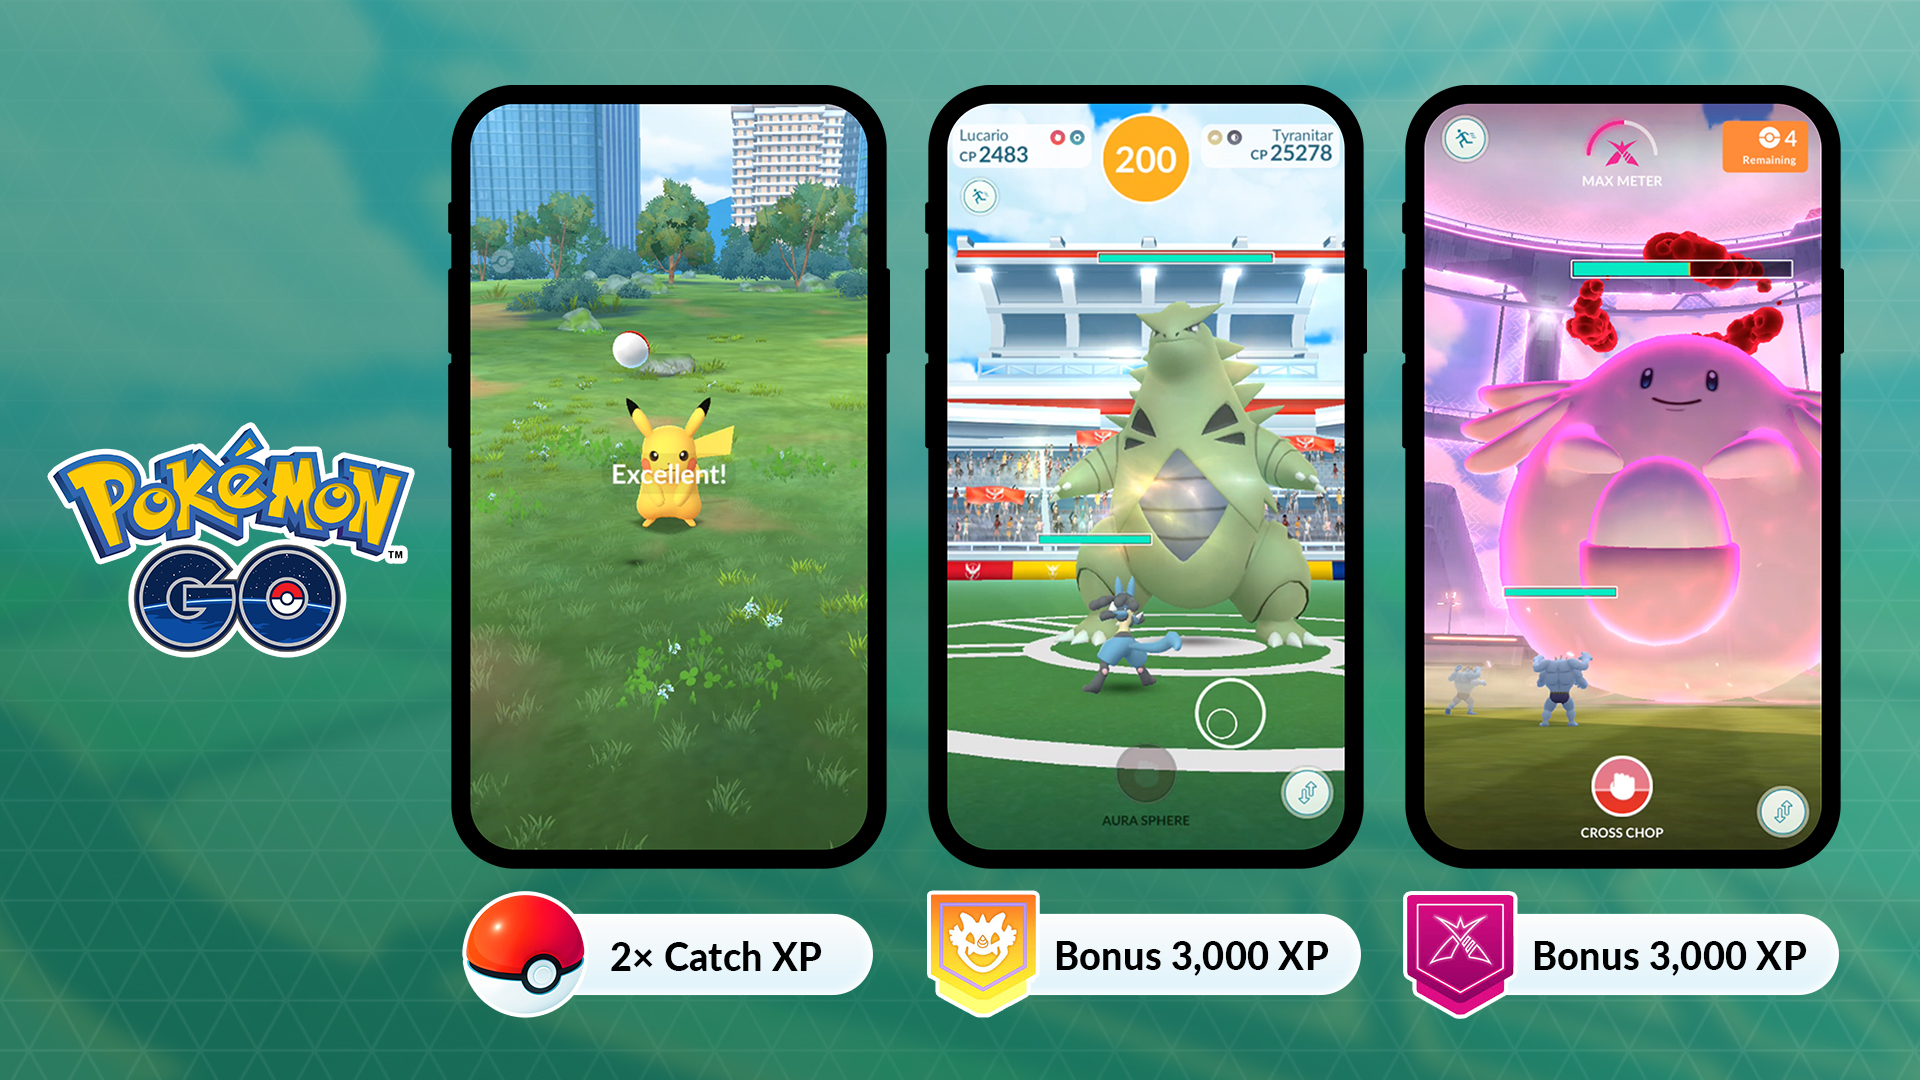 POKéMON
™
GO
Excellent!
2× Catch XP
Lucario
CP 2483
200
Tyranitar
CP 25278
AURA SPHERE
Bonus 3,000 XP
MAX METER
4
Remaining
CROSS CHOP
Bonus 3,000 XP